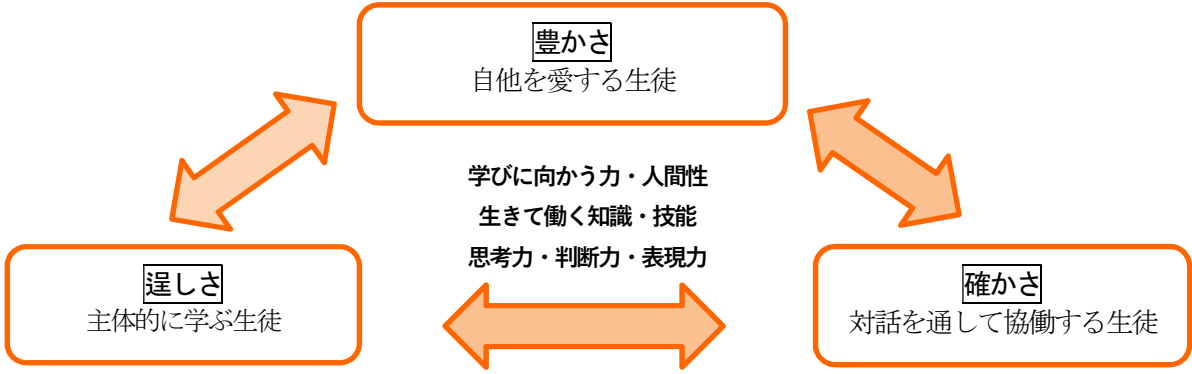 豊かさ
自他を愛する生徒
学びに向かう力・人間性
生きて働く知識・技能
思考力・判断力・表現力
逞しさ
主体的に学ぶ生徒
確かさ
対話を通して協働する生徒